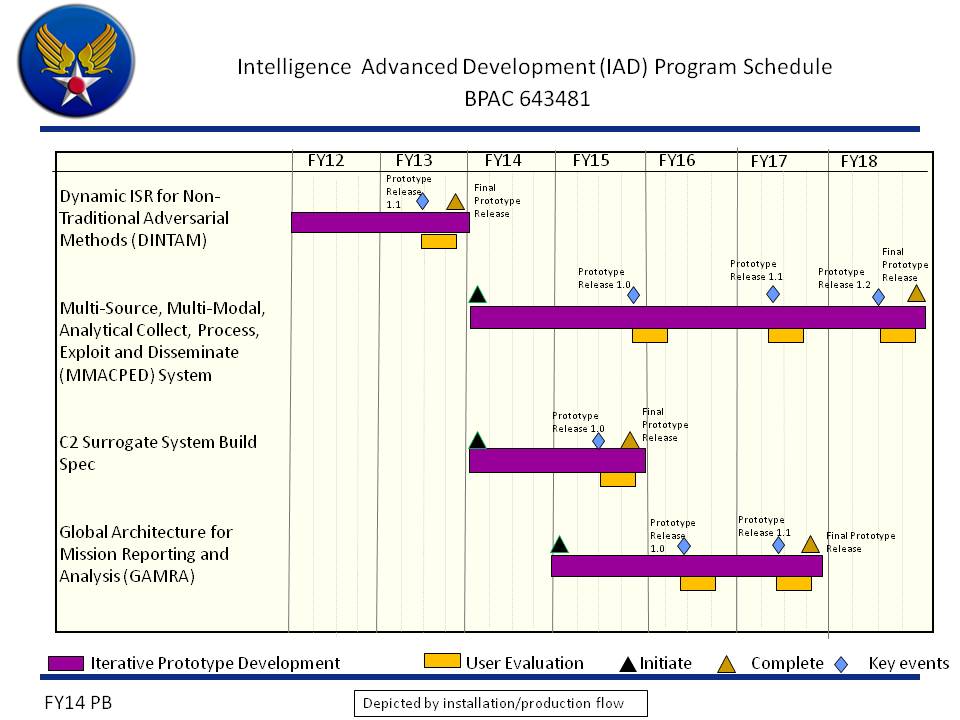 Intelligence Advanced Development (IAD) Program Schedule
BPAC 643481
FY12 FY13 FY14 FY15 FY16 FY17 FY18
Dynamic ISR for Non-
Traditional Adversarial
Methods (DINTAM)
Prototype
Release
1.1
Final
Prototype
Release
Multi-Source, Multi-Modal,
Analytical Collect, Process,
Exploit and Disseminate
(MMACPED) System
Prototype
Release 1.0
Prototype
Release 1.1
Prototype
Release 1.2
Final
Prototype
Release
C2 Surrogate System Build
Spec
Prototype
Release 1.0
Final
Prototype
Release
Global Architecture for
Mission Reporting and
Analysis (GAMRA)
Prototype
Release
1.0
Prototype
Release 1.1
Final Prototype
Release
Iterative Prototype Development User Evaluation Initiate Complete Key events
FY14 PB
Depicted by installation/production flow